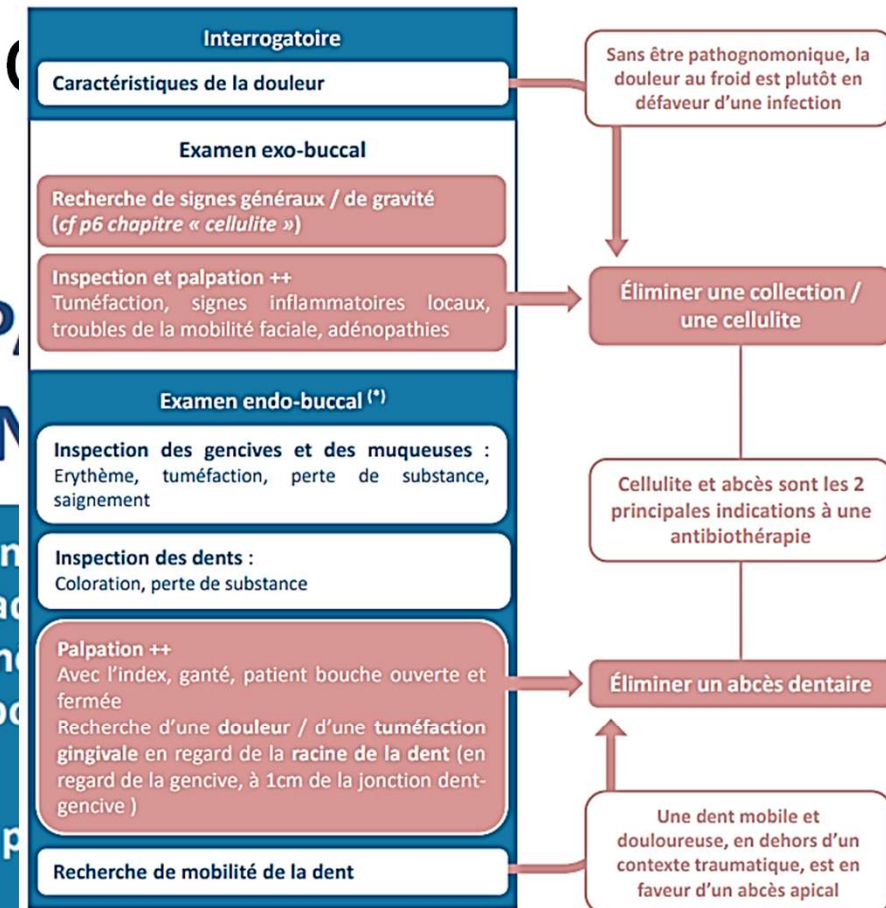 Interrogatoire
Caractéristiques de la douleur
Sans être pathognomonique, la
douleur au froid est plutôt en
défaveur d'une infection
Examen exo-buccal
Recherche de signes généraux / de gravité
(cf p6 chapitre « cellulite »)
Inspection et palpation ++
Tuméfaction, signes inflammatoires locaux,
troubles de la mobilité faciale, adénopathies
Éliminer une collection /
une cellulite
Examen endo-buccal (*)
Inspection des gencives et des muqueuses :
Erythème, tuméfaction, perte de substance,
saignement
Cellulite et abcès sont les 2
principales indications à une
antibiothérapie
Inspection des dents :
Coloration, perte de substance
Palpation ++
Avec l'index, ganté, patient bouche ouverte et
fermée
Recherche d'une douleur / d'une tuméfaction
gingivale en regard de la racine de la dent (en
regard de la gencive, à 1cm de la jonction dent-
gencive )
Éliminer un abcès dentaire
Recherche de mobilité de la dent
Une dent mobile et
douloureuse, en dehors d'un
contexte traumatique, est en
faveur d'un abcès apical